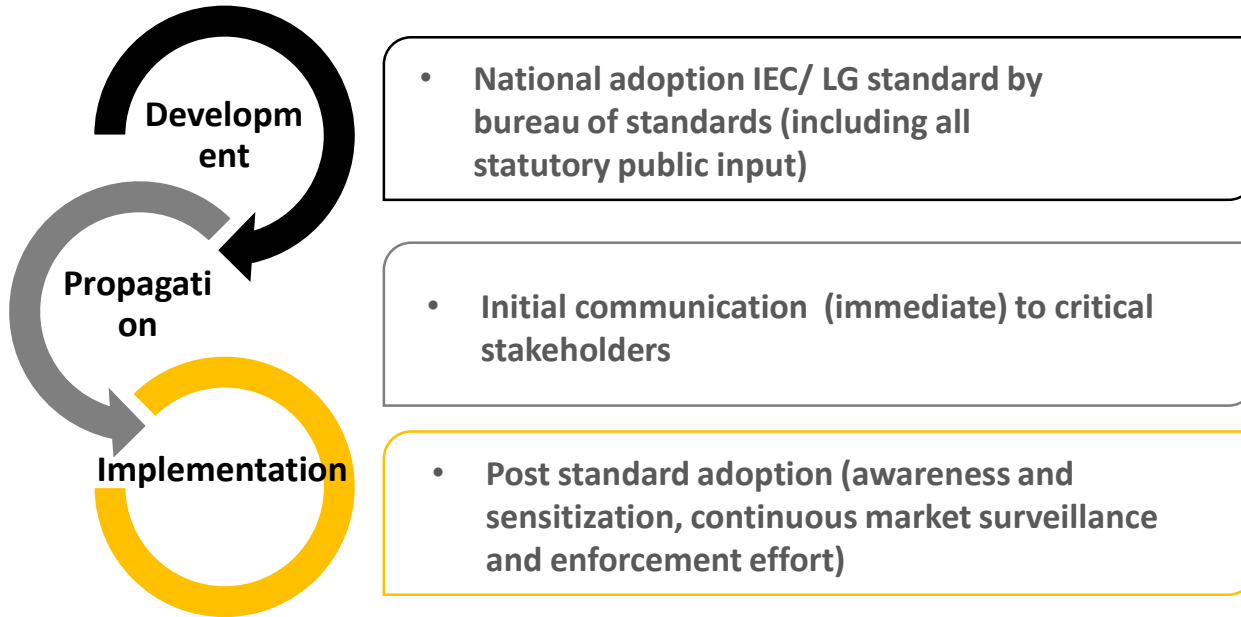 Developm
ent
• National adoption IEC/ LG standard by
bureau of standards (including all
statutory public input)
Propagati
on
• Initial communication  (immediate) to critical
stakeholders
Implementation
• Post standard adoption (awareness and
sensitization, continuous market surveillance
and enforcement effort)